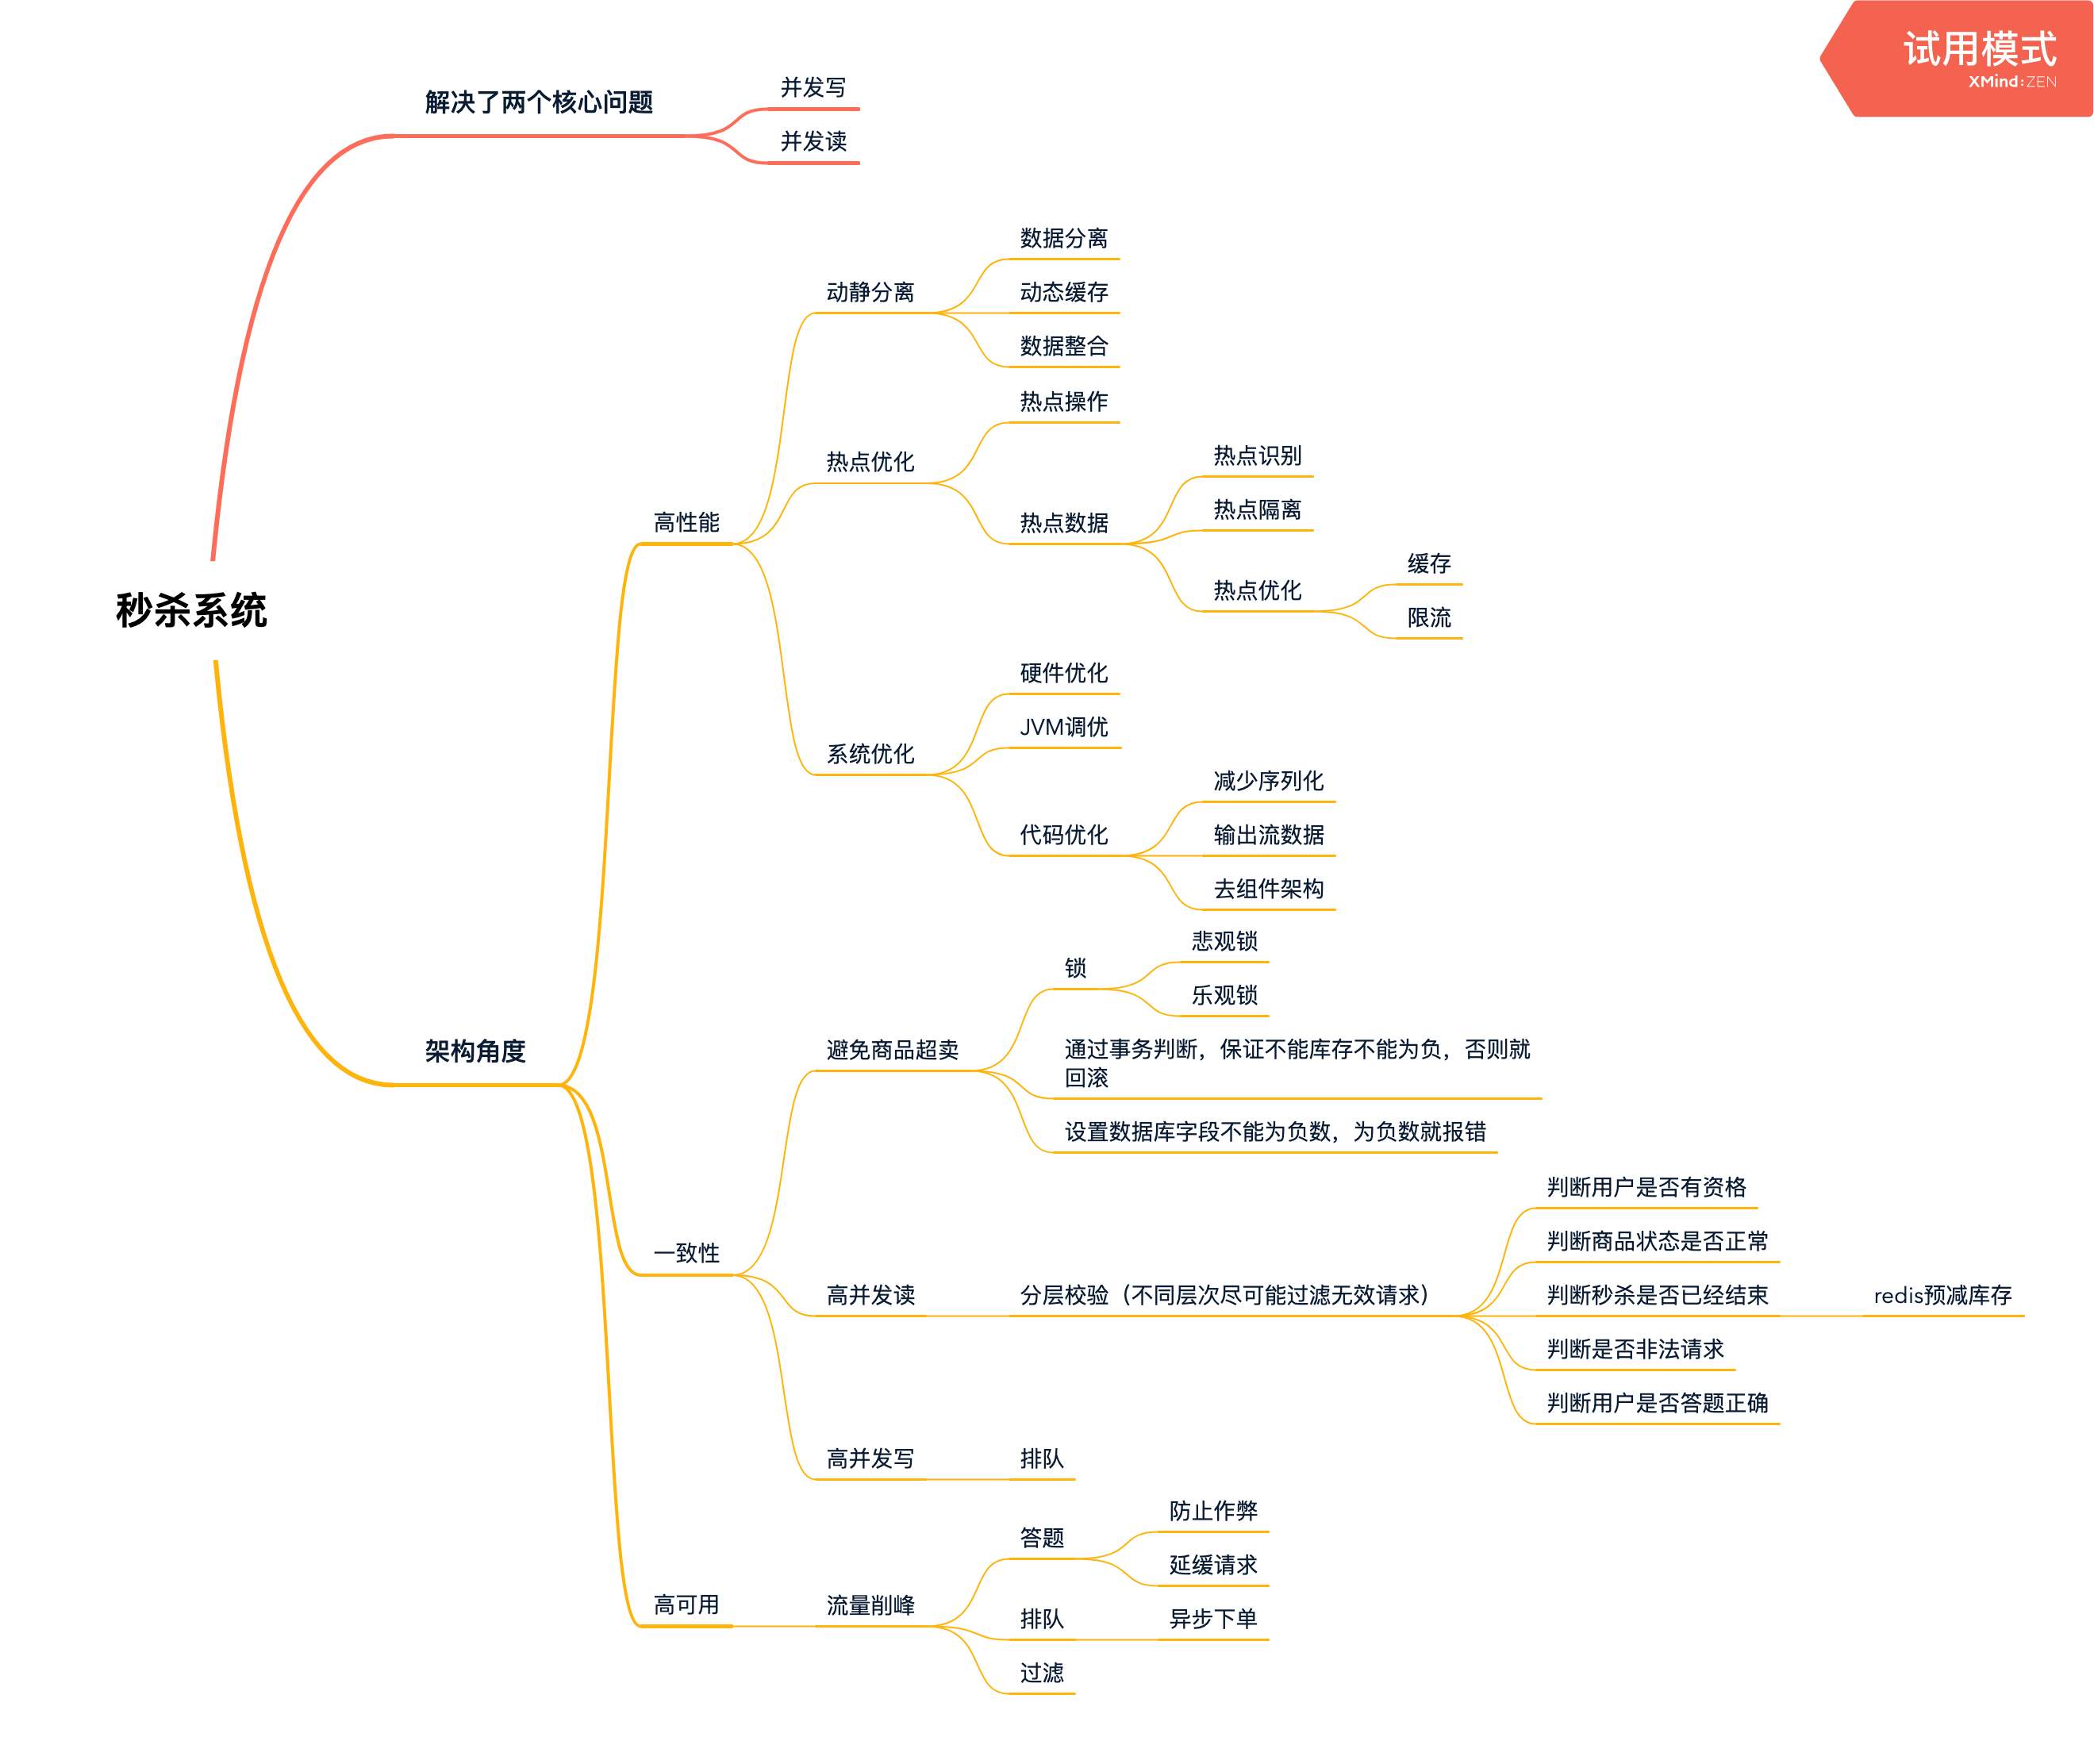 试用模式
XMind:ZEN
秒杀系统
解决了两个核心问题
并发写
并发读
架构角度
高性能
动静分离
数据分离
动态缓存
数据整合
热点优化
热点操作
热点数据
热点识别
热点隔离
热点优化
缓存
限流
系统优化
硬件优化
JVM调优
代码优化
减少序列化
输出流数据
去组件架构
一致性
避免商品超卖
锁
悲观锁
乐观锁
通过事务判断，保证不能库存不能为负，否则就
回滚
设置数据库字段不能为负数，为负数就报错
高并发读
分层校验（不同层次尽可能过滤无效请求）
判断用户是否有资格
判断商品状态是否正常
判断秒杀是否已经结束
redis预减库存
判断是否非法请求
判断用户是否答题正确
高并发写
排队
高可用
流量削峰
答题
防止作弊
延缓请求
排队
异步下单
过滤